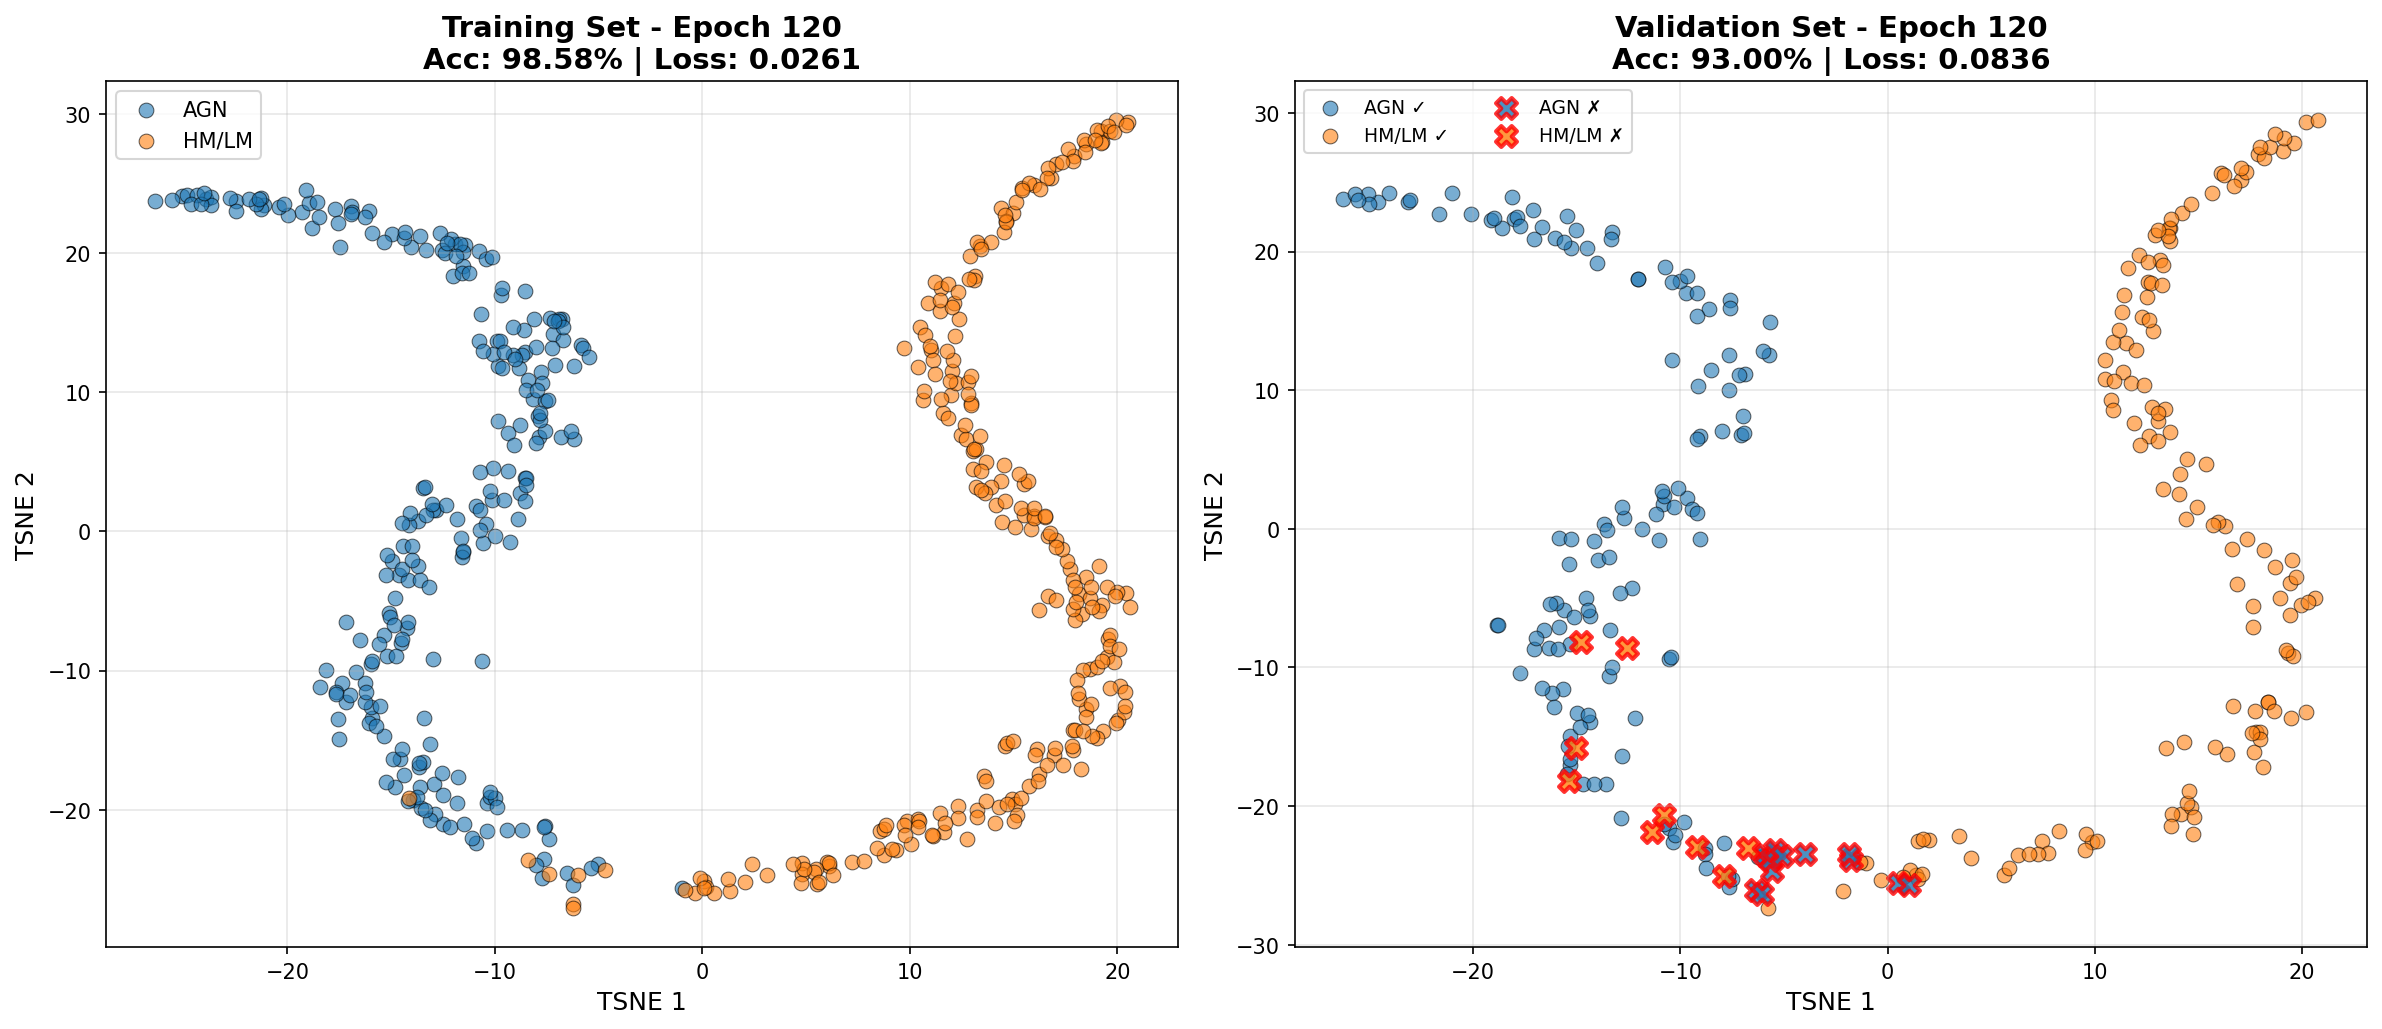 Training Set - Epoch 120
Acc: 98.58% | Loss: 0.0261
AGN
HM/LM
30
20
10
0
−10
−20
TSNE 2
−20
−10
0
10
20
TSNE 1
Validation Set - Epoch 120
Acc: 93.00% | Loss: 0.0836
AGN ✓
AGN ✗
HM/LM ✓
HM/LM ✗
30
20
10
0
−10
−20
−30
TSNE 2
−20
−10
0
10
20
TSNE 1